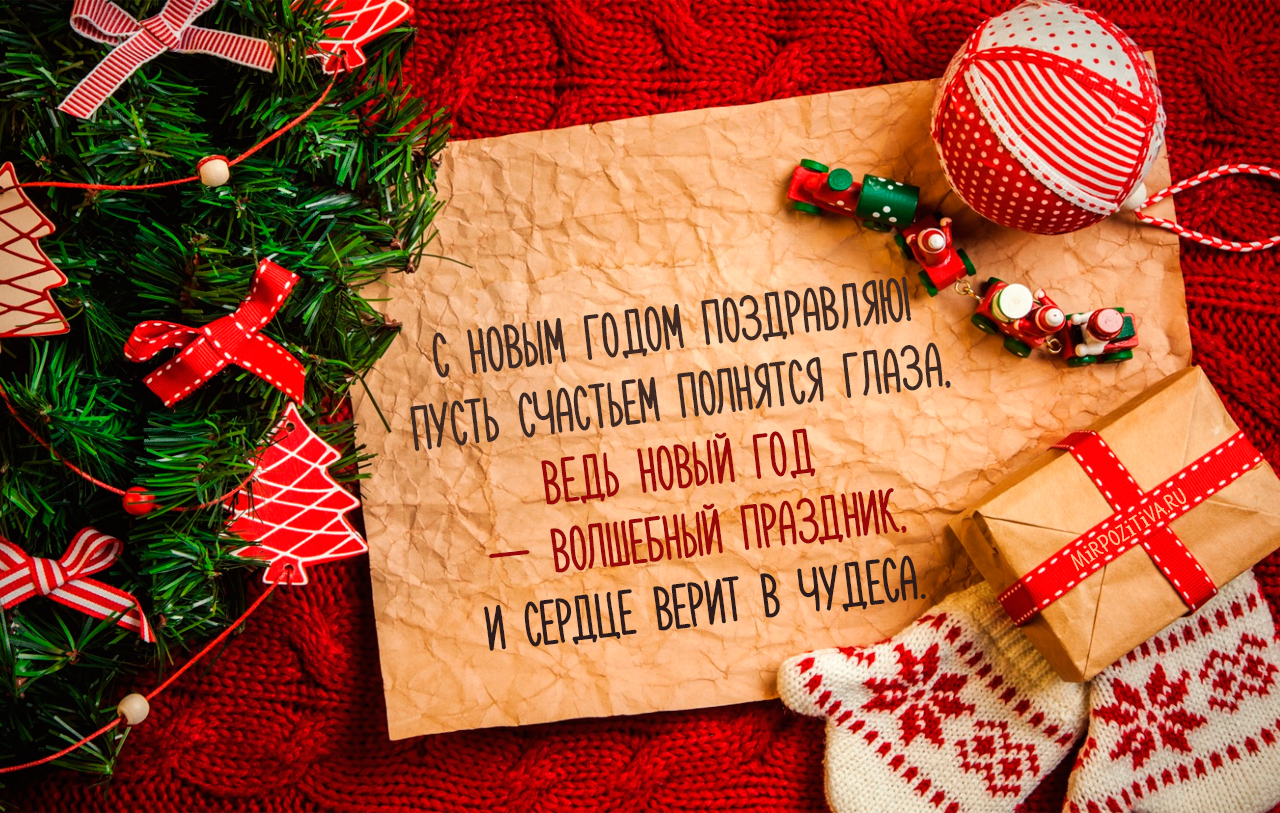 С НОВЫМ ГОДОМ ПОЗДРАВЛЯЮ!
ПУСТЬ СЧАСТЬЕМ ПОЛНЯТСЯ ГЛАЗА,
ВЕДЬ НОВЫЙ ГОД
— ВОЛШЕБНЫЙ ПРАЗДНИК,
И СЕРДЦЕ ВЕРИТ В ЧУДЕСА.
MiRPOZiTiVA.RU